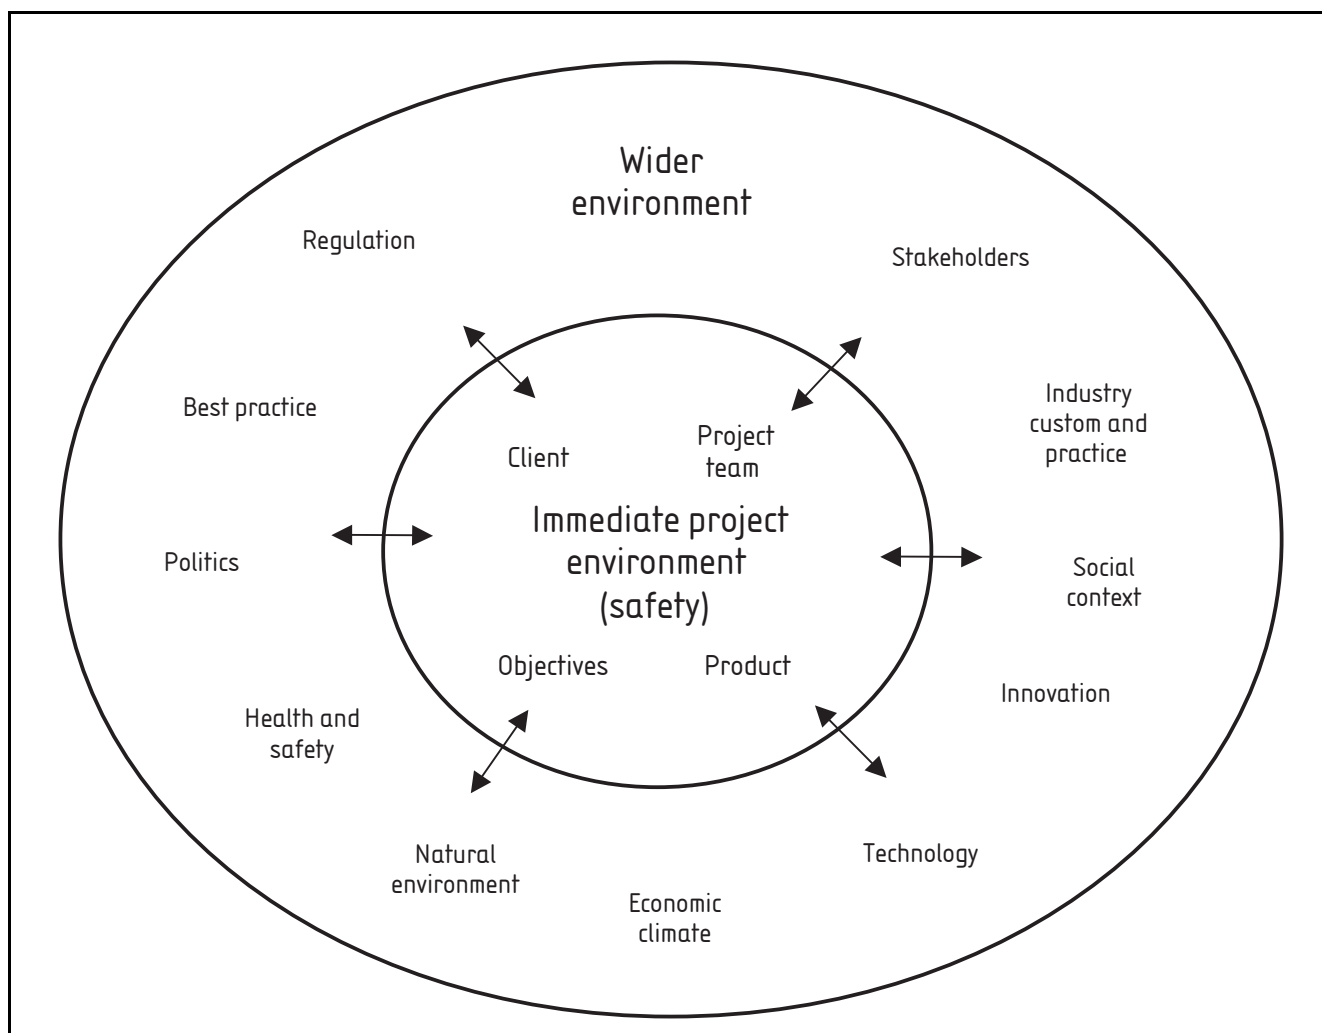 Wider
environment
Regulation
Stakeholders
Best practice
Industry
custom and
practice
Client
Project
team
Immediate project
environment
(safety)
Politics
Social
context
Objectives
Product
Innovation
Health and
safety
Natural
environment
Technology
Economic
climate